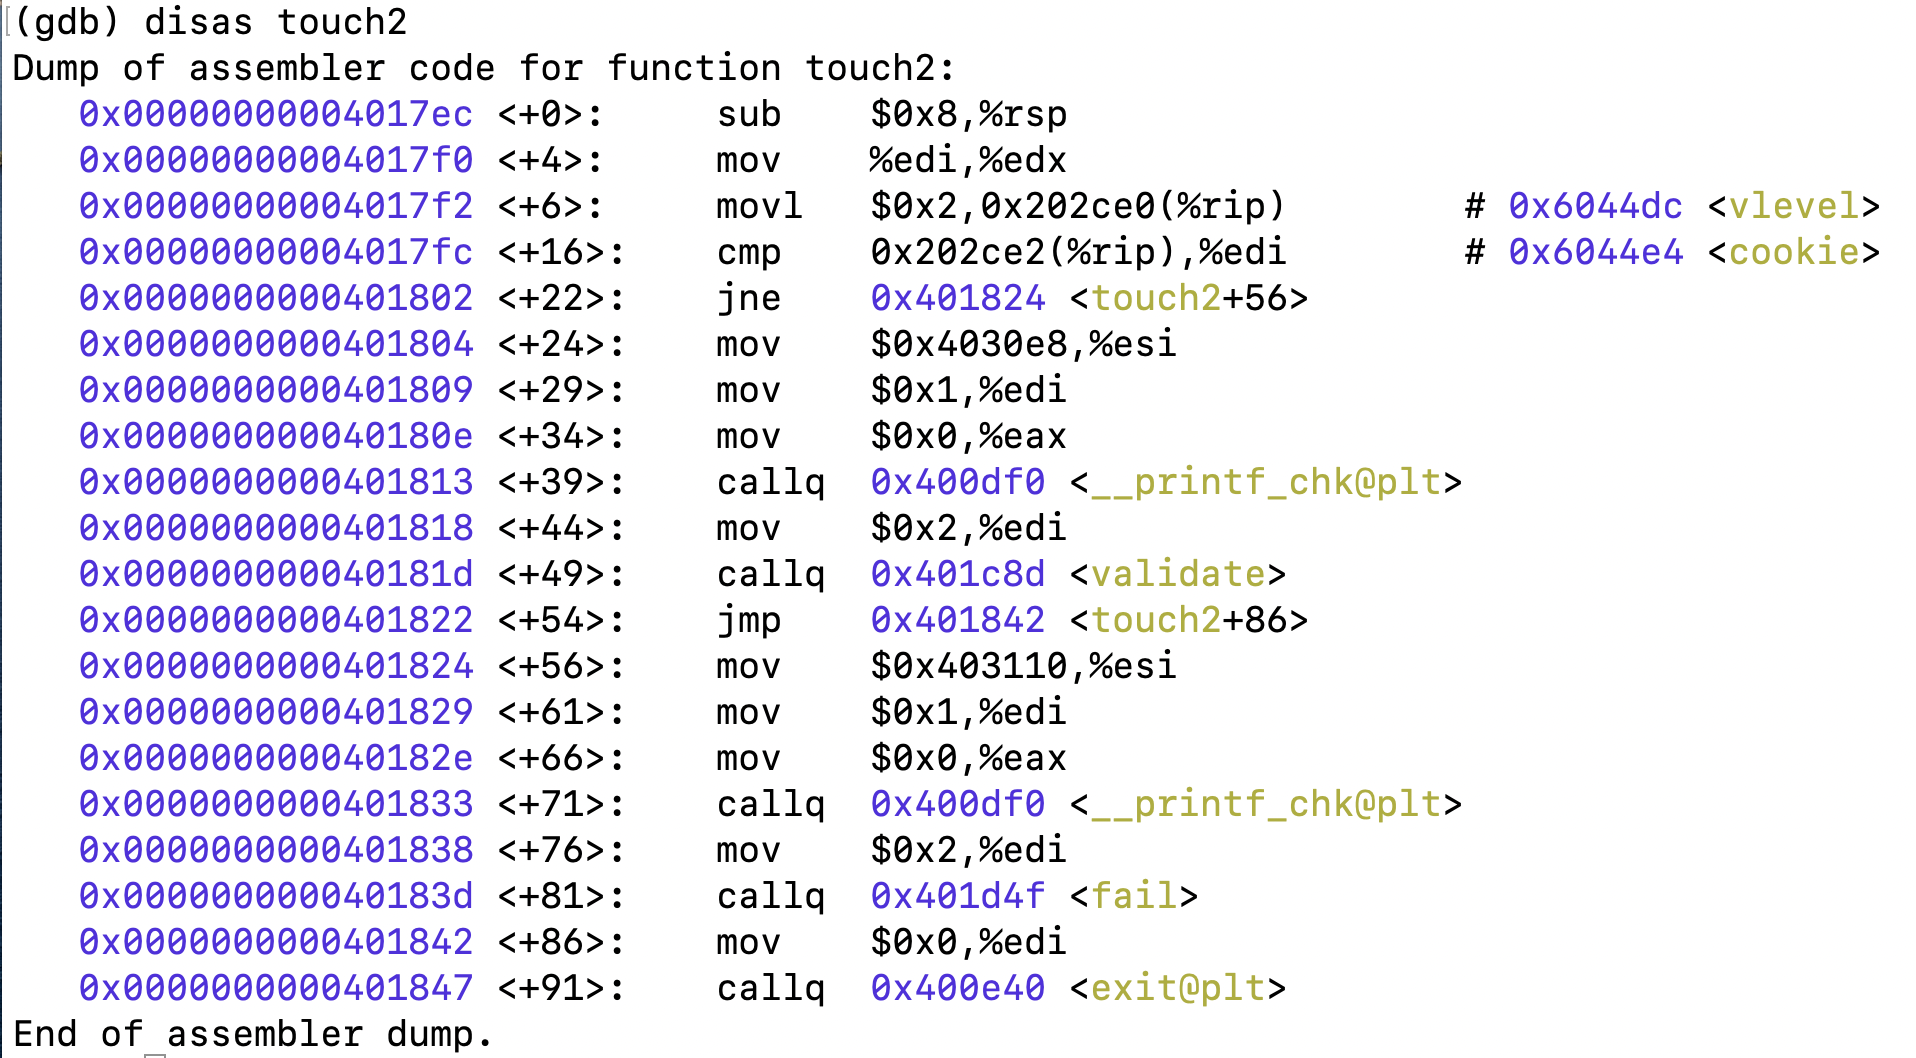 (gdb) disas touch2
Dump of assembler code for function touch2:
   0x00000000004017ec <+0>:     sub    $0x8,%rsp
   0x00000000004017f0 <+4>:     mov    %edi,%edx
   0x00000000004017f2 <+6>:     movl   $0x2,0x202ce0(%rip)        # 0x6044dc <vlevel>
   0x00000000004017fc <+16>:    cmp    0x202ce2(%rip),%edi        # 0x6044e4 <cookie>
   0x0000000000401802 <+22>:    jne    0x401824 <touch2+56>
   0x0000000000401804 <+24>:    mov    $0x4030e8,%esi
   0x0000000000401809 <+29>:    mov    $0x1,%edi
   0x000000000040180e <+34>:    mov    $0x0,%eax
   0x0000000000401813 <+39>:    callq  0x400df0 <__printf_chk@plt>
   0x0000000000401818 <+44>:    mov    $0x2,%edi
   0x000000000040181d <+49>:    callq  0x401c8d <validate>
   0x0000000000401822 <+54>:    jmp    0x401842 <touch2+86>
   0x0000000000401824 <+56>:    mov    $0x403110,%esi
   0x0000000000401829 <+61>:    mov    $0x1,%edi
   0x000000000040182e <+66>:    mov    $0x0,%eax
   0x0000000000401833 <+71>:    callq  0x400df0 <__printf_chk@plt>
   0x0000000000401838 <+76>:    mov    $0x2,%edi
   0x000000000040183d <+81>:    callq  0x401d4f <fail>
   0x0000000000401842 <+86>:    mov    $0x0,%edi
   0x0000000000401847 <+91>:    callq  0x400e40 <exit@plt>
End of assembler dump.